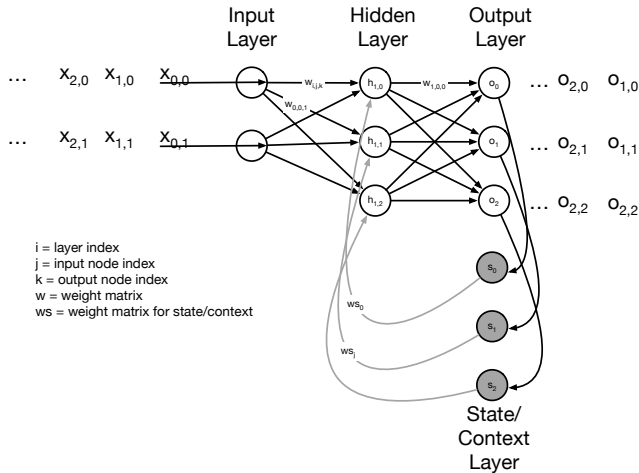 Input
Layer
Hidden
Layer
Output
Layer
... x2,0 x1,0 x0,0
wi,j,k
h1,0
w1,0,0
o0
... o2,0 o1,0
w0,0,1
... x2,1 x1,1 x0,1
h1,1
o1
... o2,1 o1,1
h1,2
o2
... o2,2 o2,2
i = layer index
j = input node index
k = output node index
w = weight matrix
ws = weight matrix for state/context
s0
ws0
s1
wsj
s2
State/
Context
Layer